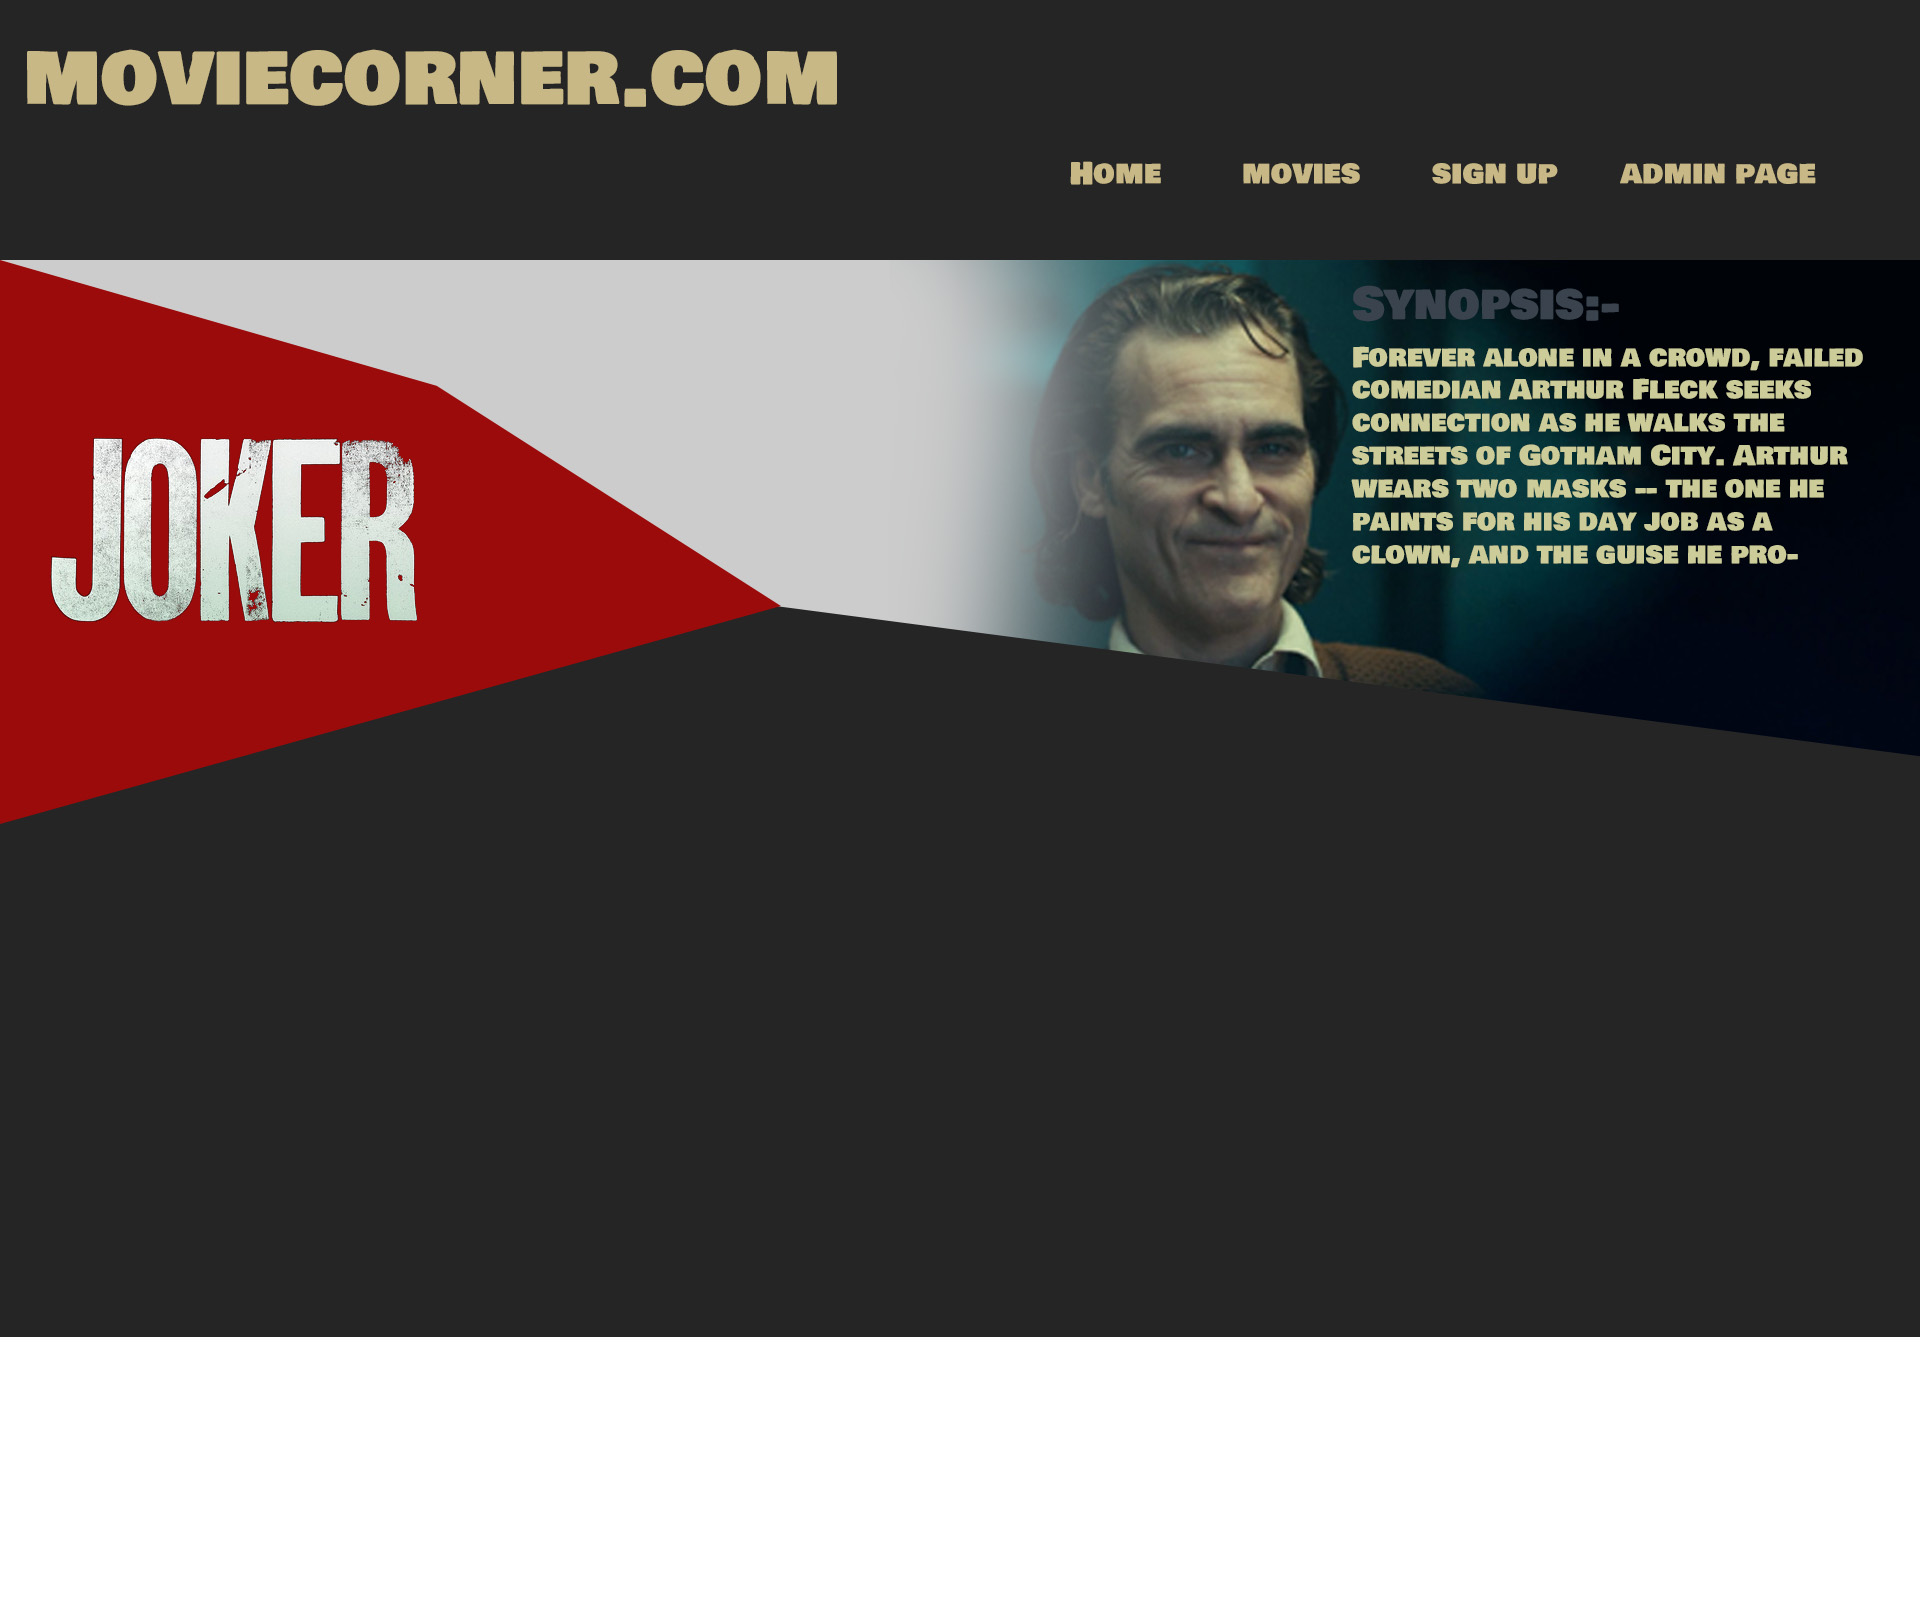 MOVIECORNER.COM
HOME MOVIES SIGN UP ADMIN PAGE
JOKER
SYNOPSIS:-
FOREVER ALONE IN A CROWD, FAILED
COMEDIAN ARTHUR FLECK SEEKS
CONNECTION AS HE WALKS THE
STREETS OF GOTHAM CITY. ARTHUR
WEARS TWO MASKS -- THE ONE HE
PAINTS FOR HIS DAY JOB AS A
CLOWN, AND THE GUISE HE PRO-